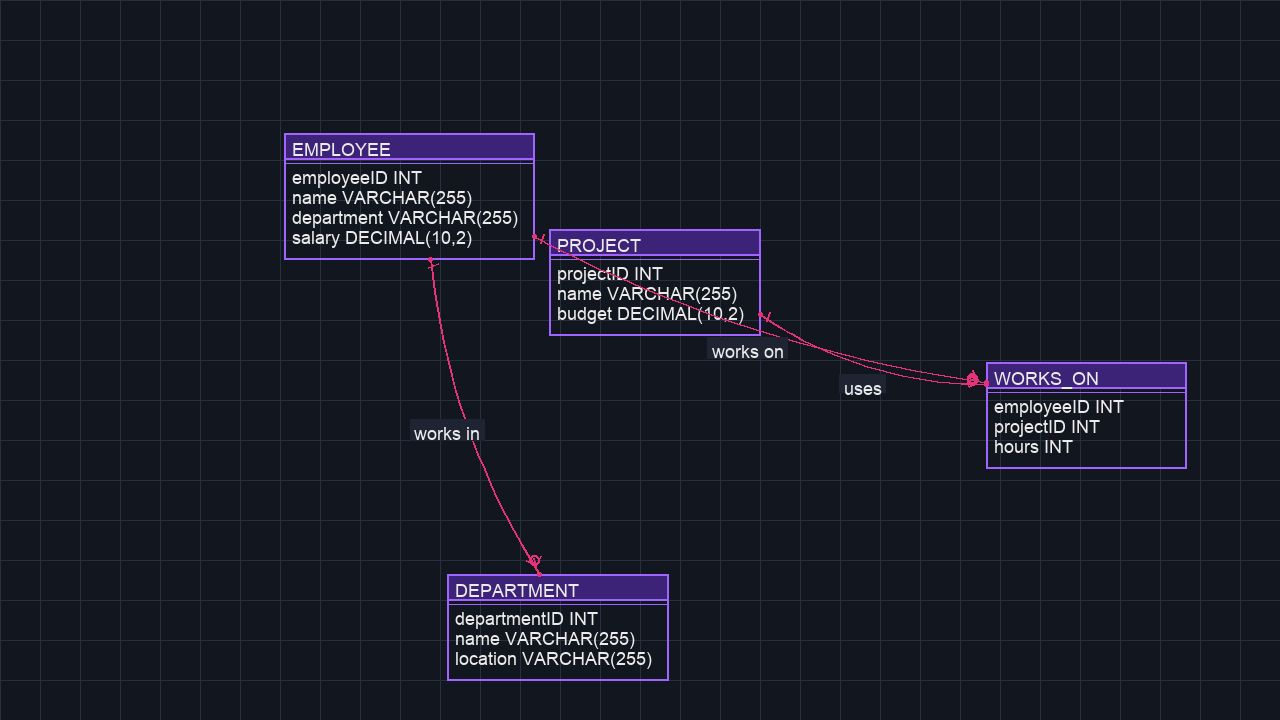 EMPLOYEE
employeeID INT
name VARCHAR(255)
department VARCHAR(255)
salary DECIMAL(10,2)
PROJECT
projectID INT
name VARCHAR(255)
budget DECIMAL(10,2)
works on
uses
WORKS_ON
employeeID INT
projectID INT
hours INT
works in
DEPARTMENT
departmentID INT
name VARCHAR(255)
location VARCHAR(255)